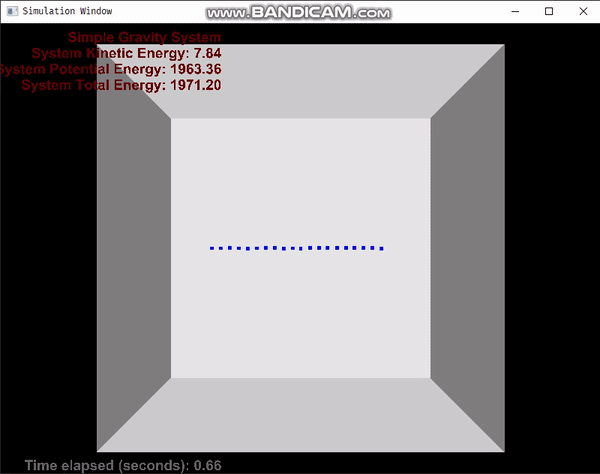 www.BANDICAM.com
Simulation Window
Simple Gravity System
System Kinetic Energy: 7.84
System Potential Energy: 1963.36
System Total Energy: 1971.20
Time elapsed (seconds): 0.66